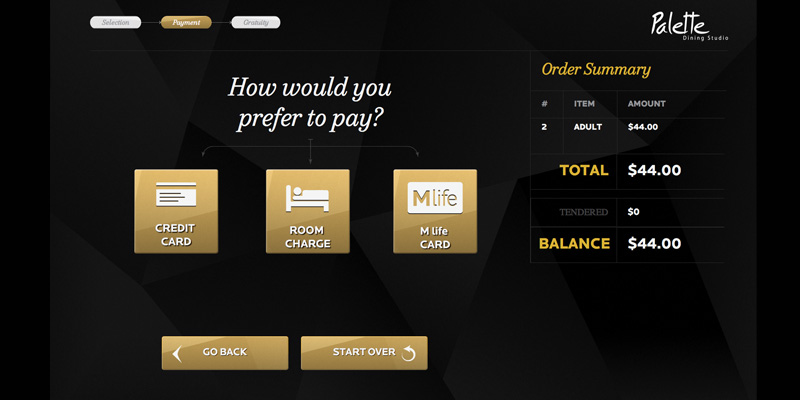 Selection
Payment
Gratuity
Palette
Dining Studio
How would you
prefer to pay?
CREDIT
CARD
ROOM
CHARGE
M life
M life
CARD
GO BACK
START OVER
Order Summary
# ITEM AMOUNT
2 ADULT $44.00
TOTAL $44.00
TENDERED $0
BALANCE $44.00